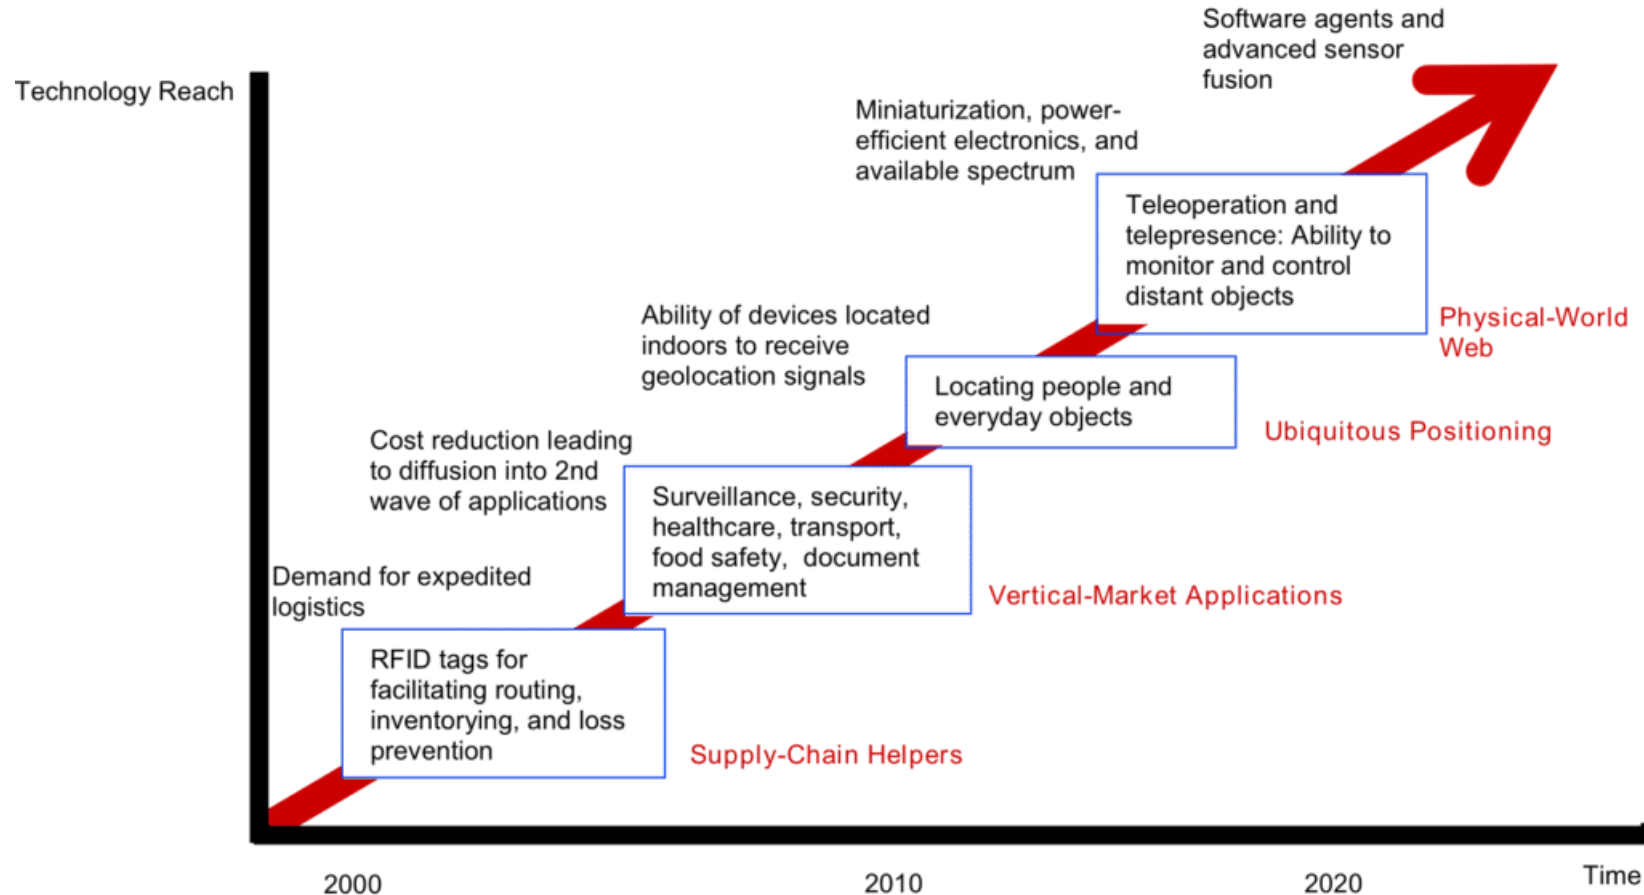 Software agents and
advanced sensor
fusion
Technology Reach
Miniaturization, power-
efficient electronics, and
available spectrum
Teleoperation and
telepresence: Ability to
monitor and control
distant objects
Physical-World
Web
Ability of devices located
indoors to receive
geolocation signals
Locating people and
everyday objects
Ubiquitous Positioning
Cost reduction leading
to diffusion into 2nd
wave of applications
Surveillance, security,
healthcare, transport,
food safety,  document
management
Vertical-Market Applications
Demand for expedited
logistics
RFID tags for
facilitating routing,
inventorying, and loss
prevention
Supply-Chain Helpers
2000
2010
2020
Time